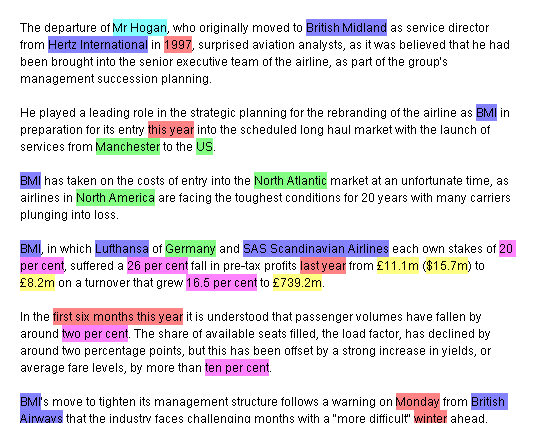 The departure of Mr Hogan, who originally moved to British Midland as service director
from Hertz International in 1997, surprised aviation analysts, as it was believed that he had
been brought into the senior executive team of the airline, as part of the group's
management succession planning.
He played a leading role in the strategic planning for the rebranding of the airline as BMI in
preparation for its entry this year into the scheduled long haul market with the launch of
services from Manchester to the US.
BMI has taken on the costs of entry into the North Atlantic market at an unfortunate time, as
airlines in North America are facing the toughest conditions for 20 years with many carriers
plunging into loss.
BMI, in which Lufthansa of Germany and SAS Scandinavian Airlines each own stakes of 20
per cent, suffered a 26 per cent fall in pre-tax profits last year from £11.1m ($15.7m) to
£8.2m on a turnover that grew 16.5 per cent to £739.2m.
In the first six months this year it is understood that passenger volumes have fallen by
around two per cent. The share of available seats filled, the load factor, has declined by
around two percentage points, but this has been offset by a strong increase in yields, or
average fare levels, by more than ten per cent.
BMI's move to tighten its management structure follows a warning on Monday from British
Airways that the industry faces challenging months with a "more difficult" winter ahead.